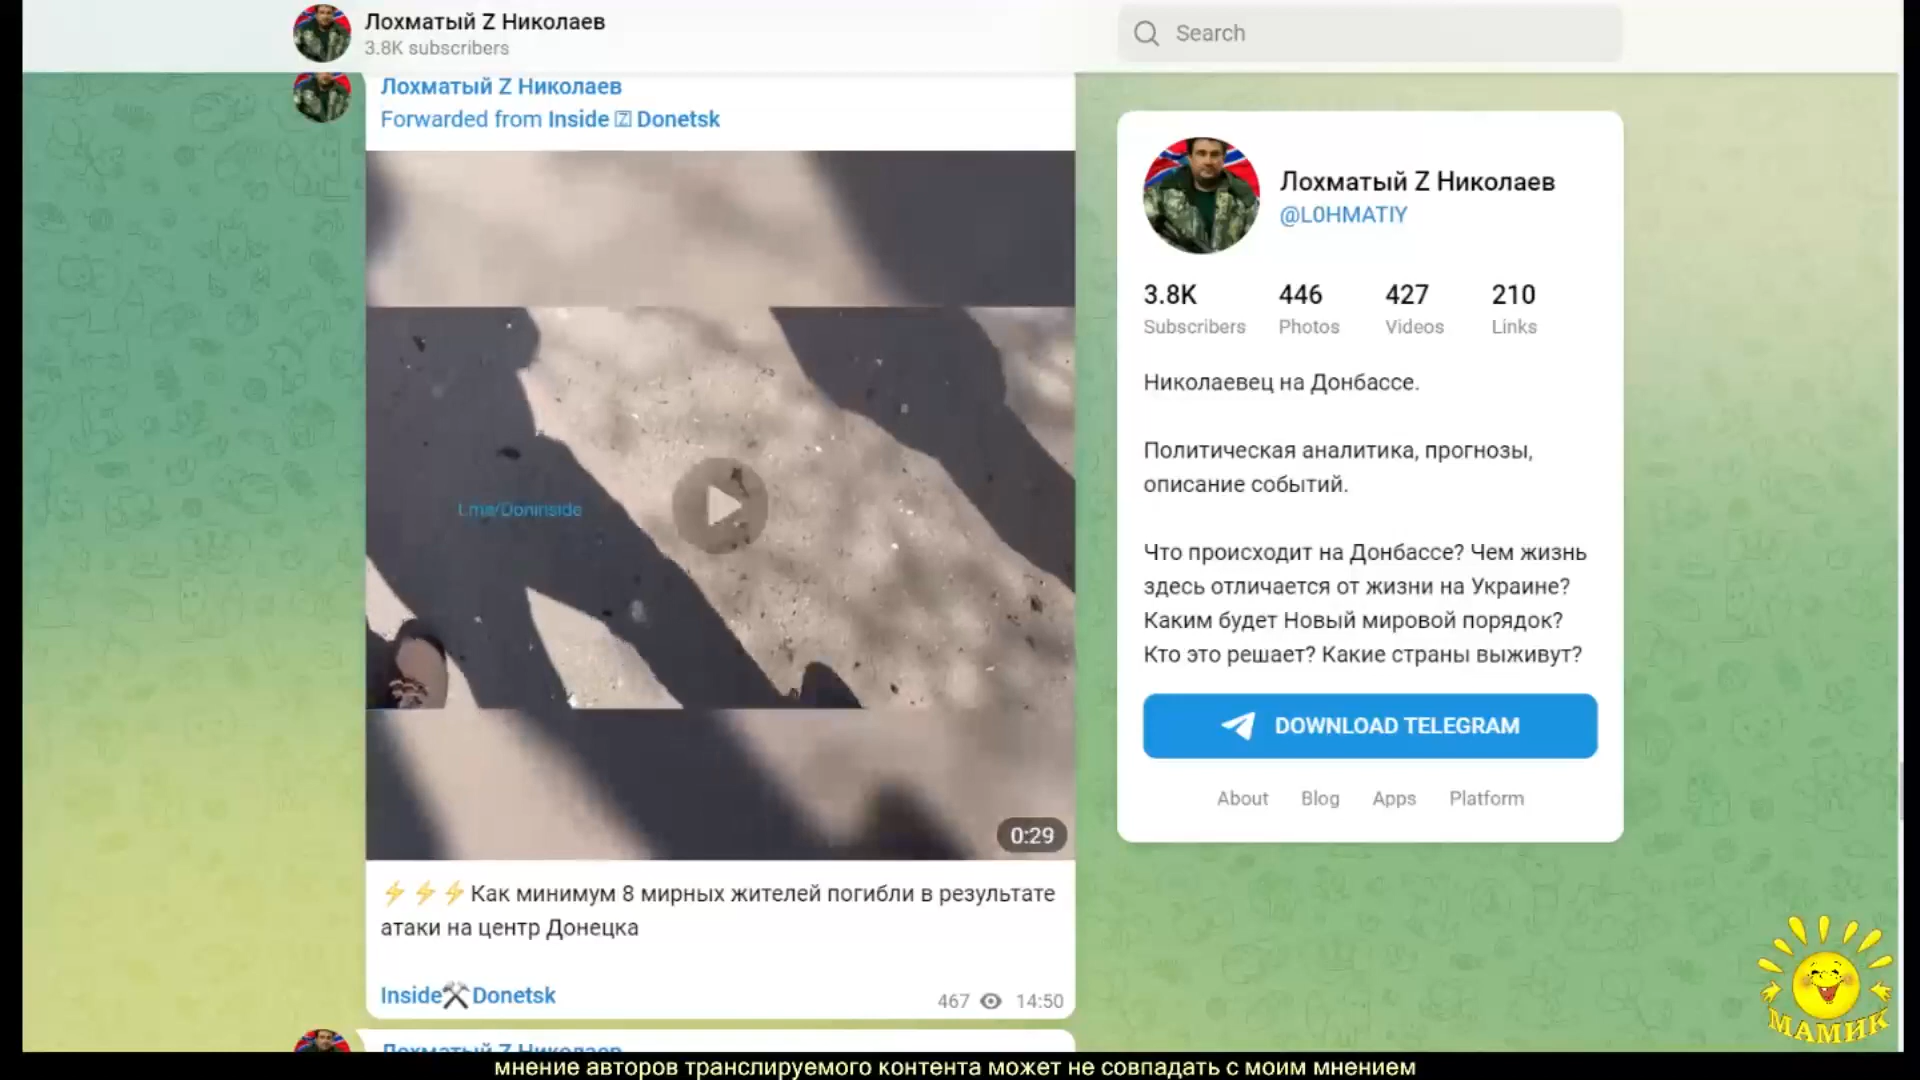 Лохматый Z Николаев
3.8K subscribers
Search
Лохматый Z Николаев
Forwarded from Inside 🆉 Donetsk
t.me/Doninside
0:29
⚡⚡⚡Как минимум 8 мирных жителей погибли в результате
атаки на центр Донецка
Inside⚒Donetsk
467 14:50
Лохматый Z Николаев
Лохматый Z Николаев
@L0HMATIY
3.8K 446 427 210
Subscribers Photos Videos Links
Николаевец на Донбассе.
Политическая аналитика, прогнозы,
описание событий.
Что происходит на Донбассе? Чем жизнь
здесь отличается от жизни на Украине?
Каким будет Новый мировой порядок?
Кто это решает? Какие страны выживут?
DOWNLOAD TELEGRAM
About Blog Apps Platform
МАМИК
мнение авторов транслируемого контента может не совпадать с моим мнением